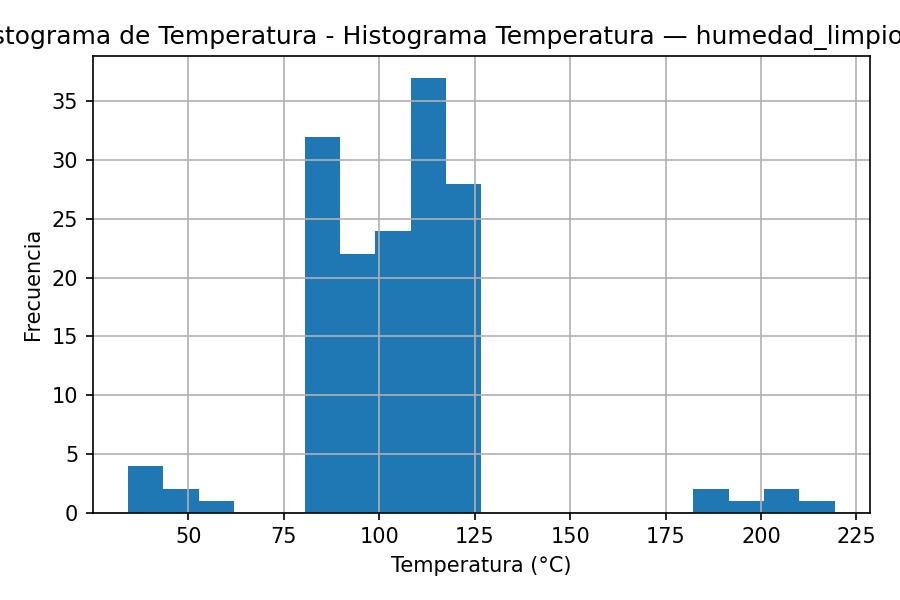 stograma de Temperatura - Histograma Temperatura — humedad_limpio
35
30
25
20
15
10
5
0
Frecuencia
50 75 100 125 150 175 200 225
Temperatura (°C)